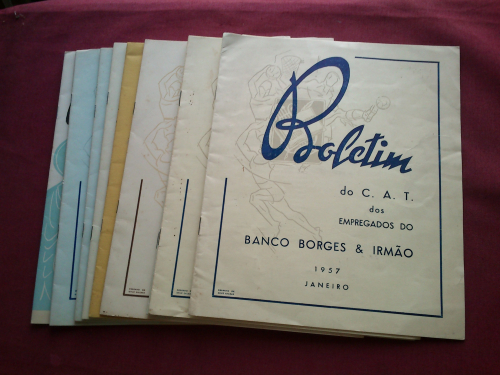 Boletim
do C. A. T.
dos
EMPREGADOS DO
BANCO BORGES & IRMÃO
1957
JANEIRO